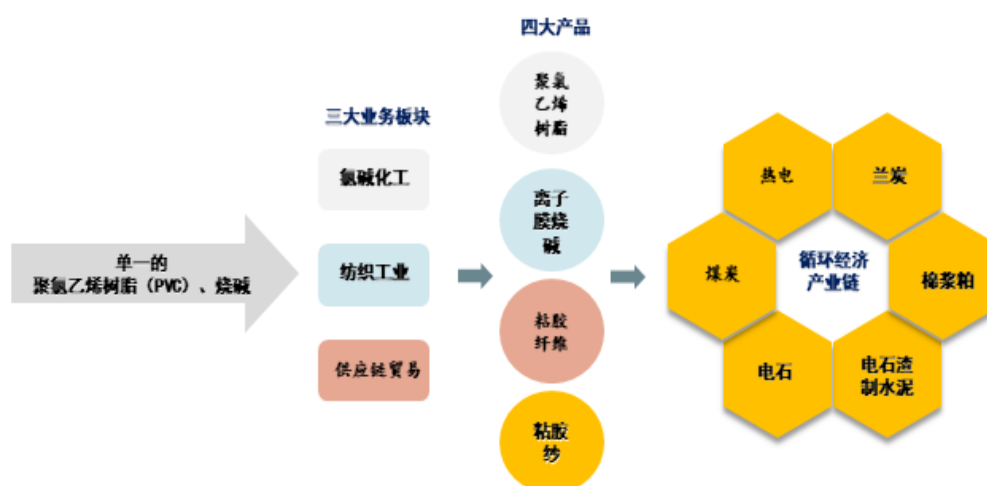 四大产品
聚氯
乙烯
树脂
三大业务板块
氯碱化工
热电
兰炭
离子
膜烧
碱
单一的
聚氯乙烯树脂（PVC）、烧碱
纺织工业
煤炭
循环经济
产业链
棉浆粕
粘胶
纤维
供应链贸易
电石
电石渣
制水泥
粘胶
纱